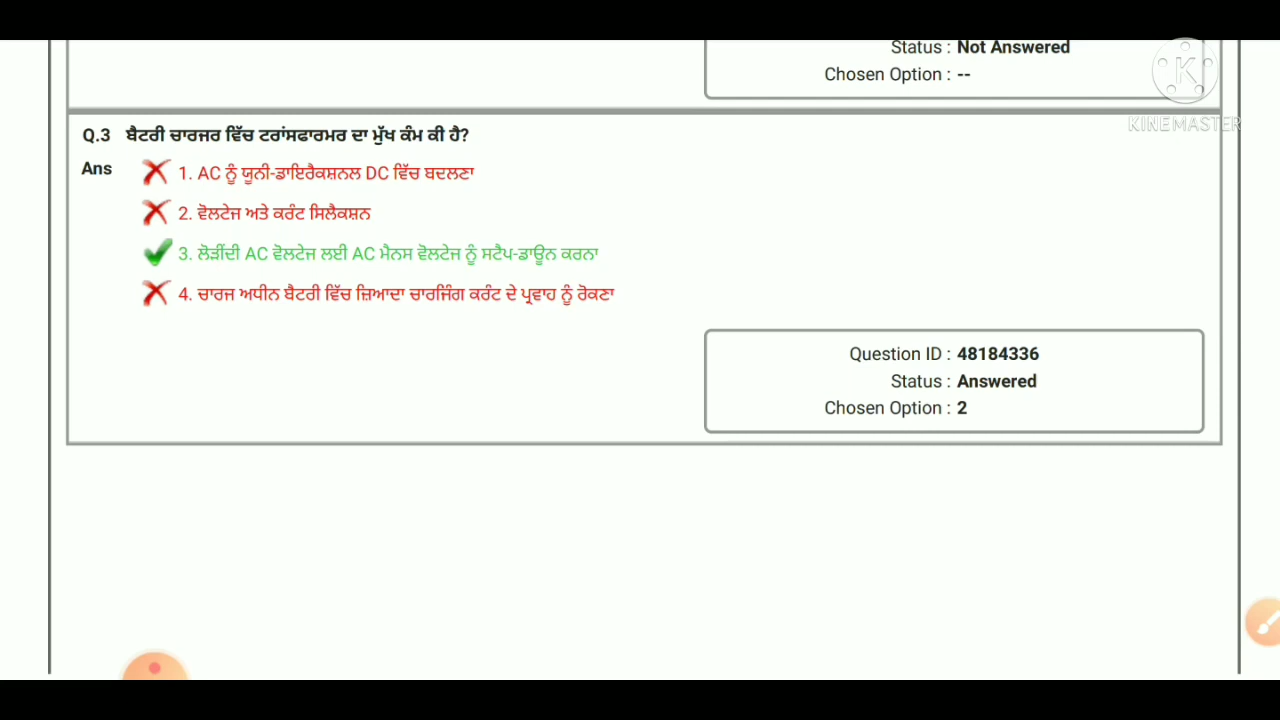 Status : Not Answered
Chosen Option : --
KINEMASTER
Q.3 ਬੈਟਰੀ ਚਾਰਜਰ ਵਿੱਚ ਟਰਾਂਸਫਾਰਮਰ ਦਾ ਮੁੱਖ ਕੰਮ ਕੀ ਹੈ?
Ans 1. AC ਨੂੰ ਯੂਨੀ-ਡਾਇਰੈਕਸ਼ਨਲ DC ਵਿੱਚ ਬਦਲਣਾ
2. ਵੋਲਟੇਜ ਅਤੇ ਕਰੰਟ ਸਿਲੈਕਸ਼ਨ
3. ਲੋੜੀਂਦੀ AC ਵੋਲਟੇਜ ਲਈ AC ਮੈਨਸ ਵੋਲਟੇਜ ਨੂੰ ਸਟੈਪ-ਡਾਊਨ ਕਰਨਾ
4. ਚਾਰਜ ਅਧੀਨ ਬੈਟਰੀ ਵਿੱਚ ਜ਼ਿਆਦਾ ਚਾਰਜਿੰਗ ਕਰੰਟ ਦੇ ਪ੍ਰਵਾਹ ਨੂੰ ਰੋਕਣਾ
Question ID : 48184336
Status : Answered
Chosen Option : 2